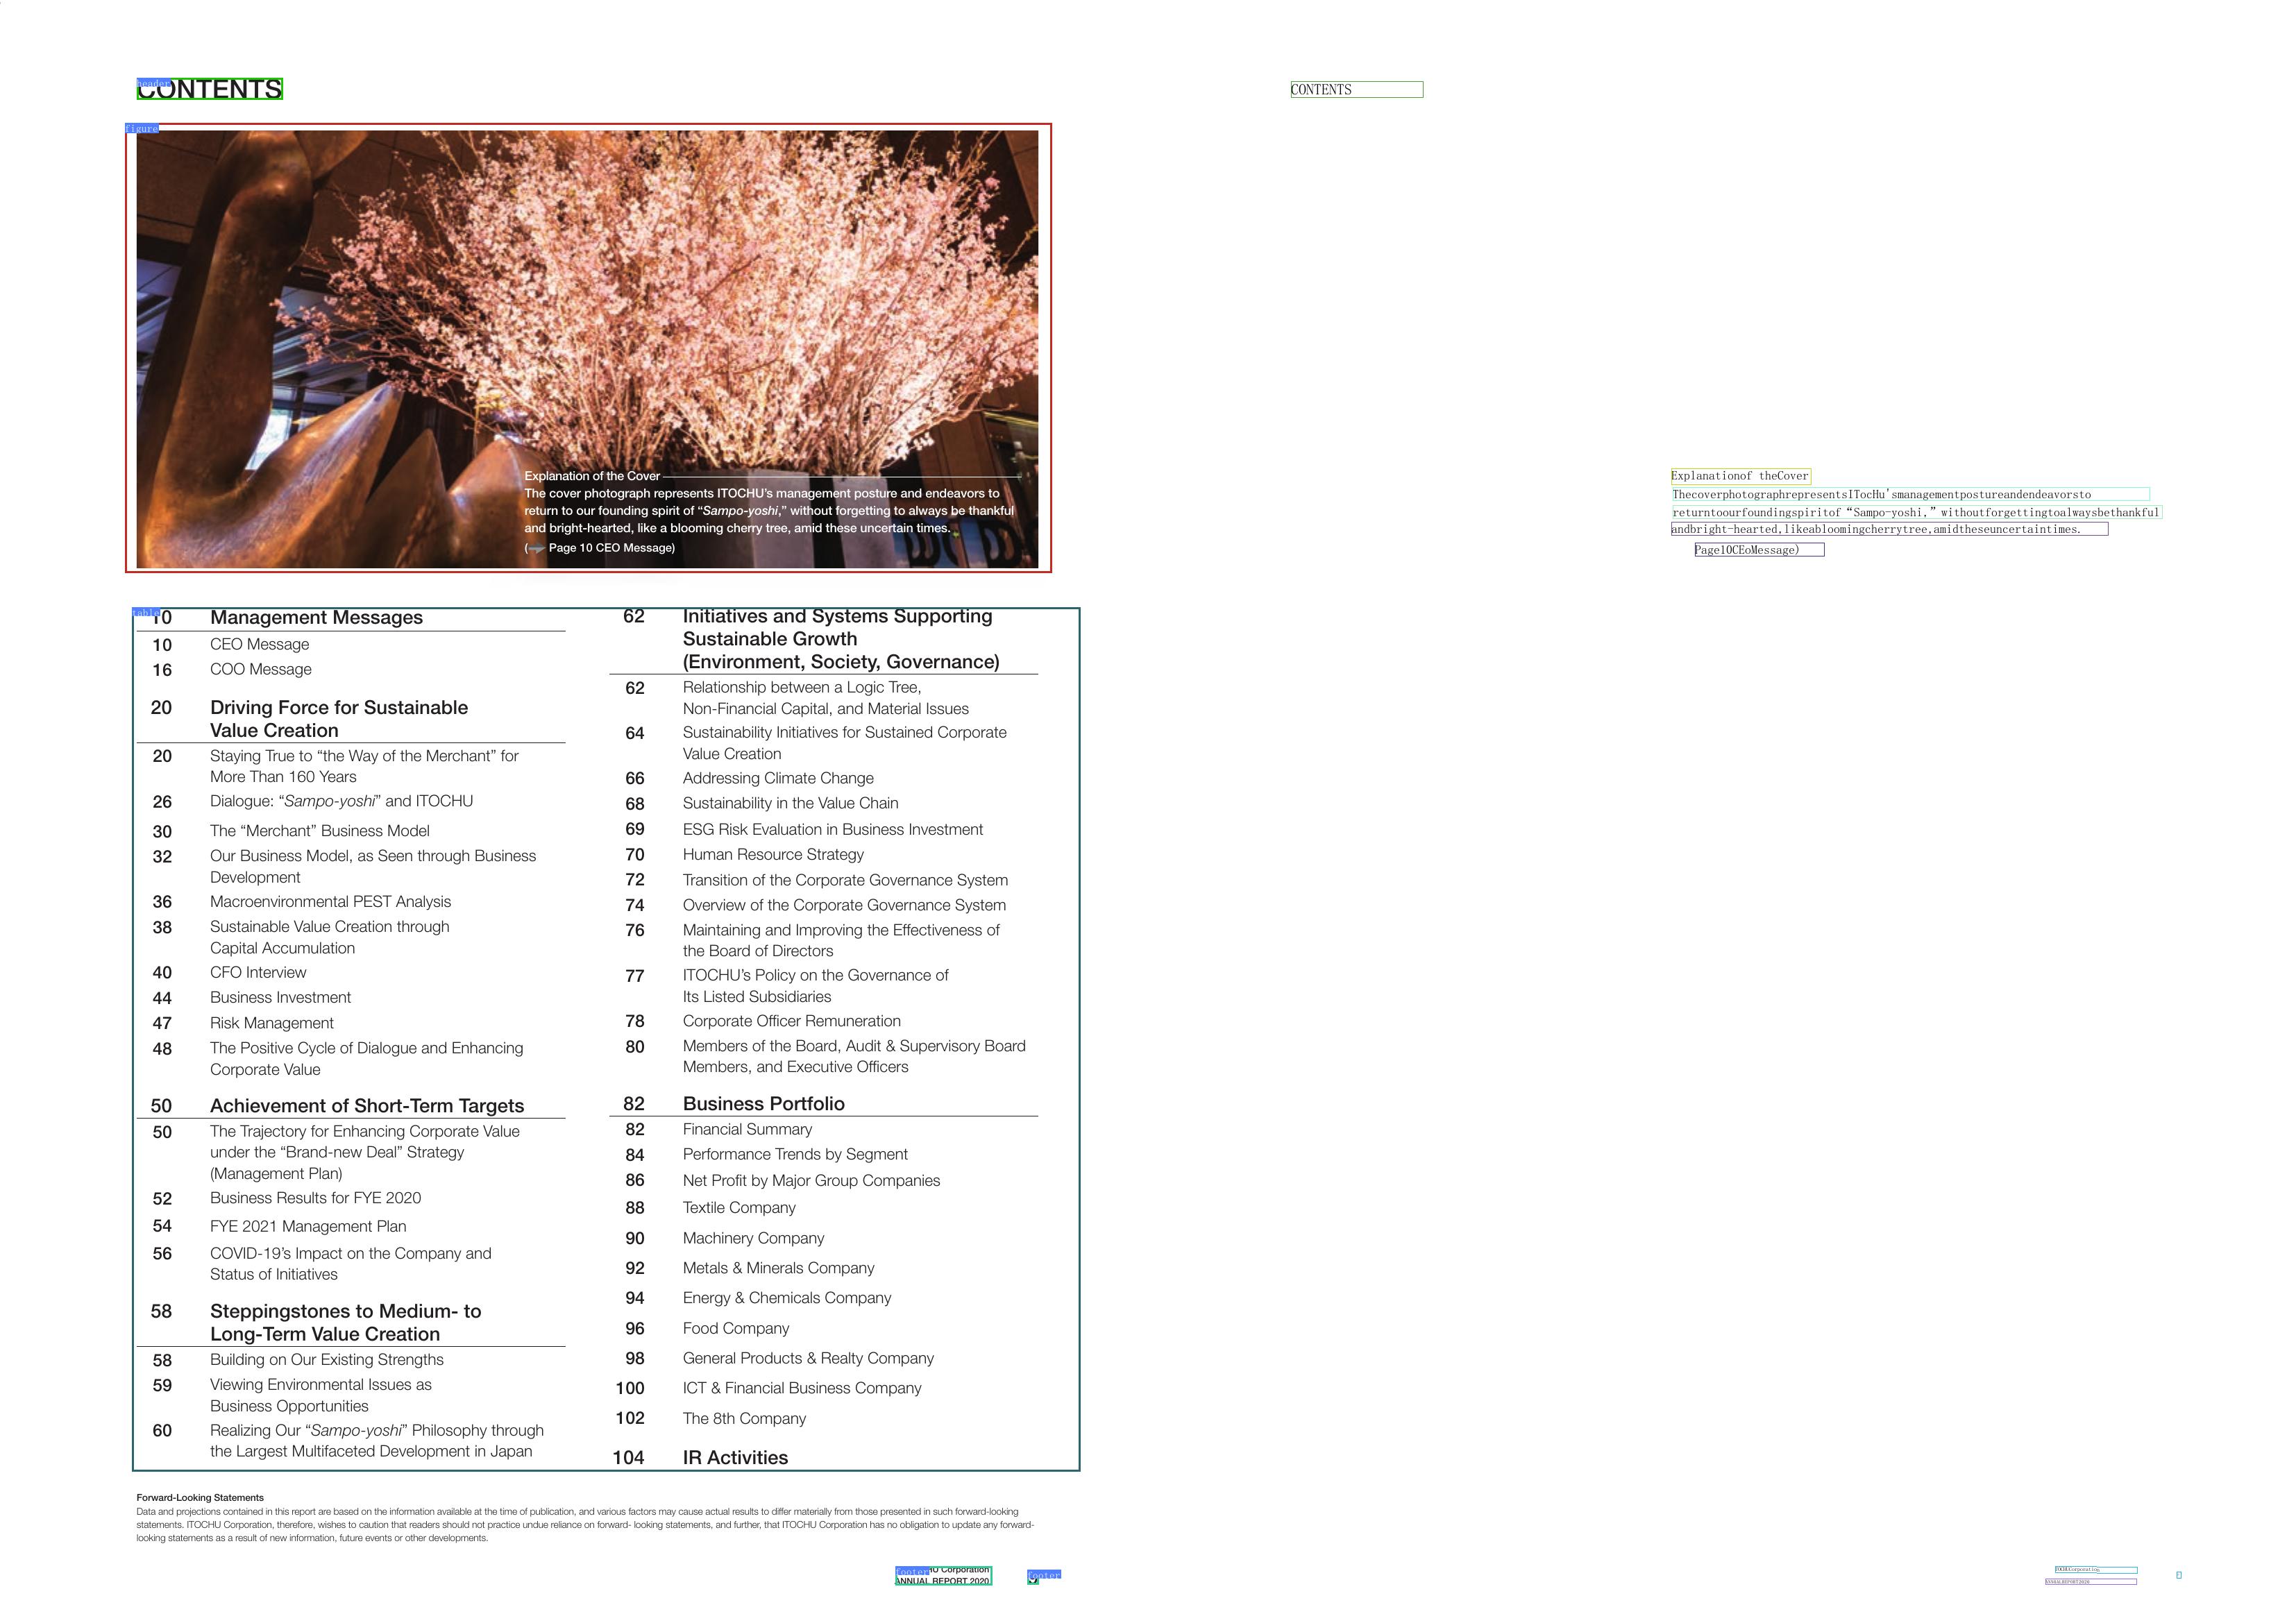 CONTENTS
Explanation of the Cover
The cover photograph represents ITOCHU's management posture and endeavors to
return to our founding spirit of “Sampo-yoshi,” without forgetting to always be thankful
and bright-hearted, like a blooming cherry tree, amid these uncertain times.
( Page 10 CEO Message)
10 Management Messages
10 CEO Message
16 COO Message
20 Driving Force for Sustainable
Value Creation
20 Staying True to “the Way of the Merchant” for
More Than 160 Years
26 Dialogue: “Sampo-yoshi” and ITOCHU
30 The “Merchant” Business Model
32 Our Business Model, as Seen through Business
Development
36 Macroenvironmental PEST Analysis
38 Sustainable Value Creation through
Capital Accumulation
40 CFO Interview
44 Business Investment
47 Risk Management
48 The Positive Cycle of Dialogue and Enhancing
Corporate Value
50 Achievement of Short-Term Targets
50 The Trajectory for Enhancing Corporate Value
under the “Brand-new Deal” Strategy
(Management Plan)
52 Business Results for FYE 2020
54 FYE 2021 Management Plan
56 COVID-19’s Impact on the Company and
Status of Initiatives
58 Steppingstones to Medium- to
Long-Term Value Creation
58 Building on Our Existing Strengths
59 Viewing Environmental Issues as
Business Opportunities
60 Realizing Our “Sampo-yoshi” Philosophy through
the Largest Multifaceted Development in Japan
62 Initiatives and Systems Supporting
Sustainable Growth
(Environment, Society, Governance)
62 Relationship between a Logic Tree,
Non-Financial Capital, and Material Issues
64 Sustainability Initiatives for Sustained Corporate
Value Creation
66 Addressing Climate Change
68 Sustainability in the Value Chain
69 ESG Risk Evaluation in Business Investment
70 Human Resource Strategy
72 Transition of the Corporate Governance System
74 Overview of the Corporate Governance System
76 Maintaining and Improving the Effectiveness of
the Board of Directors
77 ITOCHU’s Policy on the Governance of
Its Listed Subsidiaries
78 Corporate Officer Remuneration
80 Members of the Board, Audit & Supervisory Board
Members, and Executive Officers
82 Business Portfolio
82 Financial Summary
84 Performance Trends by Segment
86 Net Profit by Major Group Companies
88 Textile Company
90 Machinery Company
92 Metals & Minerals Company
94 Energy & Chemicals Company
96 Food Company
98 General Products & Realty Company
100 ICT & Financial Business Company
102 The 8th Company
104 IR Activities
Forward-Looking Statements
Data and projections contained in this report are based on the information available at the time of publication, and various factors may cause actual results to differ materially from those presented in such forward-looking
statements. ITOCHU Corporation, therefore, wishes to caution that readers should not practice undue reliance on forward- looking statements, and further, that ITOCHU Corporation has no obligation to update any forward-
looking statements as a result of new information, future events or other developments.
Corporation
ANNUAL REPORT 2020
header
figure
table
footer
footer
CONTENTS
Explanationof theCover
ThecoverphotographrepresentsITocHu'smanagementpostureandendeavorsto
returntoourfoundingspiritof “Sampo-yoshi,” withoutforgettingtoalwaysbethankful
andbright-hearted,likeabloomingcherrytree,amidtheseuncertaintimes.
Page10CEoMessage)
ANNUALREPORT2020